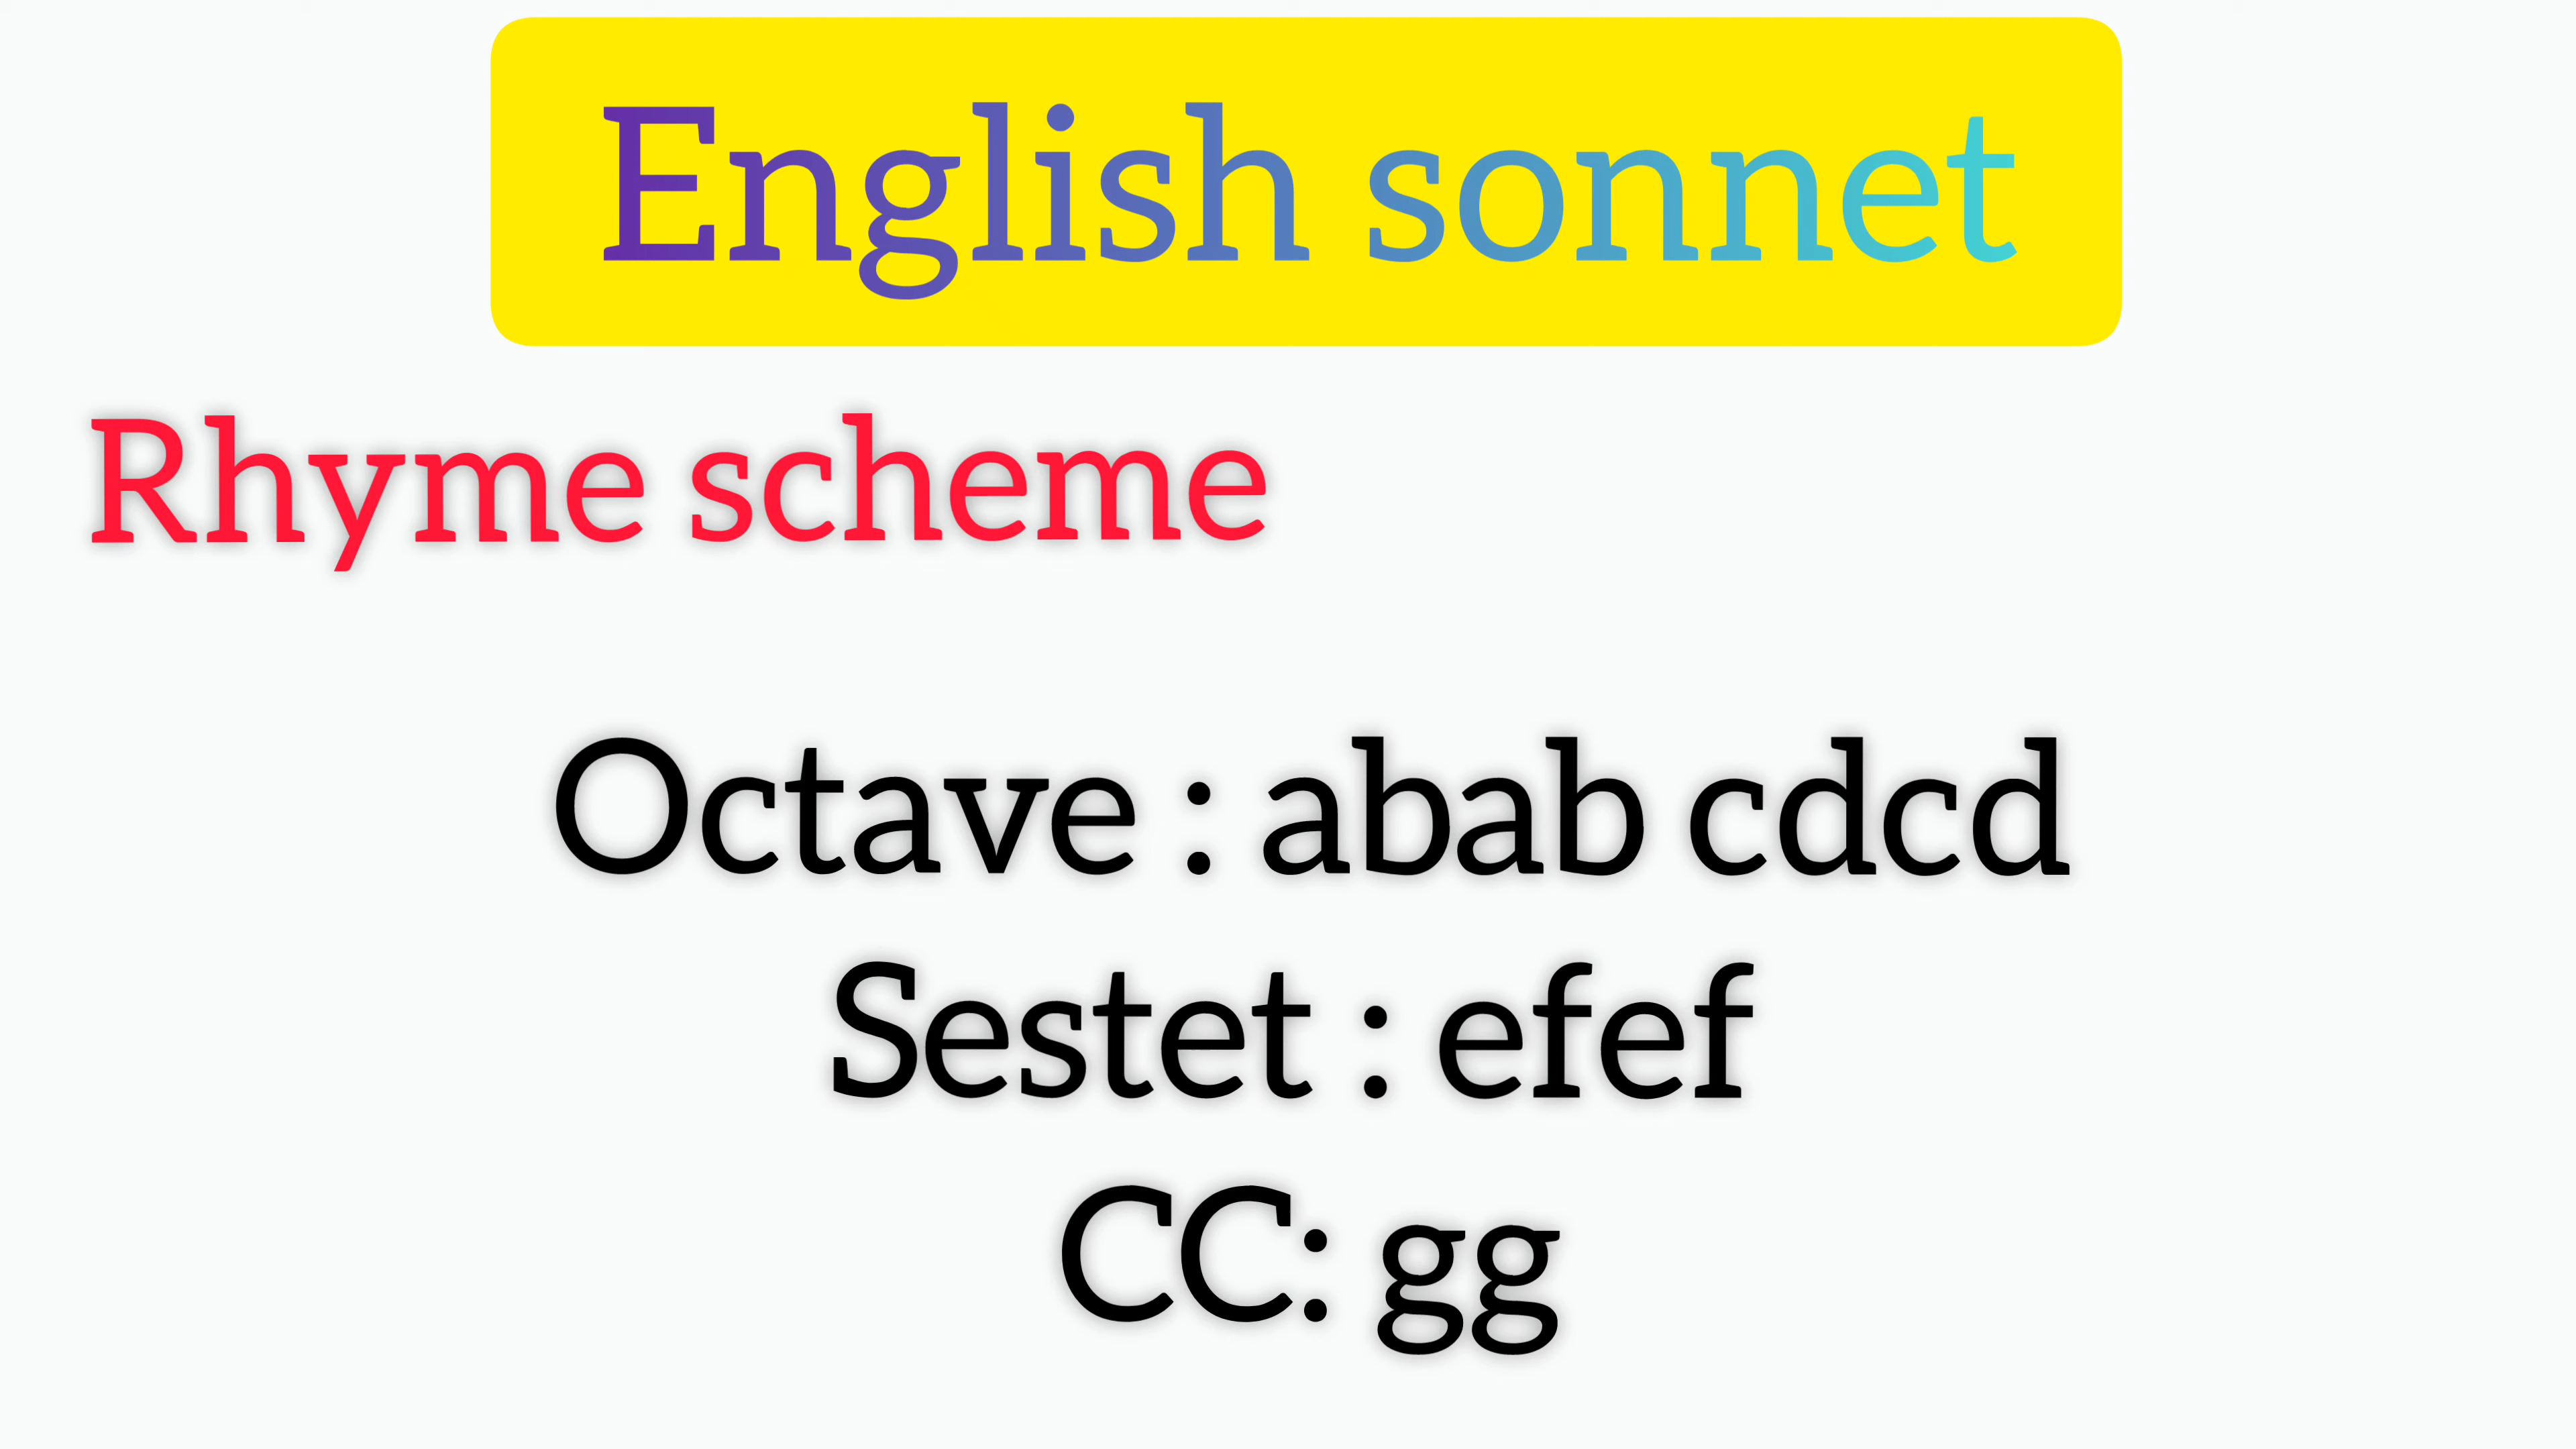 English sonnet
Rhyme scheme
Octave : abab cdcd
Sestet : efef
CC: gg